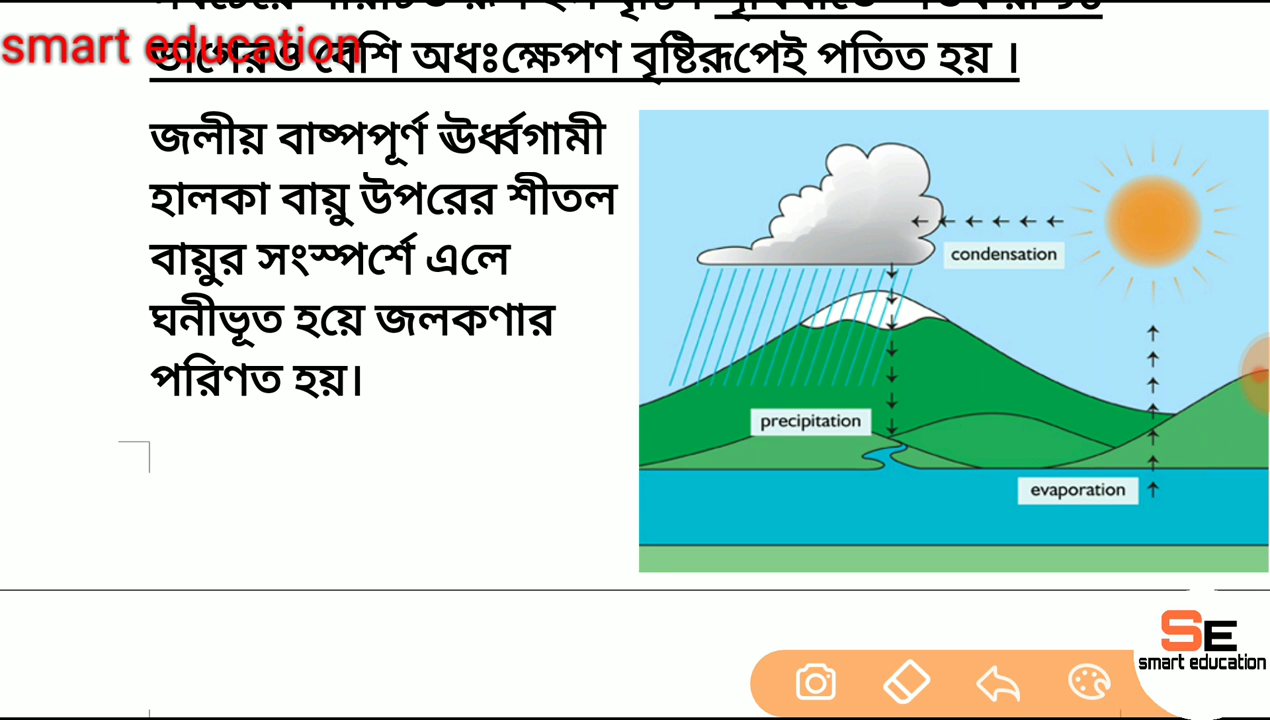 smart education
ভাগেরও বেশি অধঃক্ষেপণ বৃষ্টিরূপেই পতিত হয় ।
জলীয় বাষ্পপূর্ণ ঊর্ধ্বগামী
হালকা বায়ু উপরের শীতল
বায়ুর সংস্পর্শে এলে
ঘনীভূত হয়ে জলকণার
পরিণত হয়।
condensation
precipitation
evaporation
SE
smart education